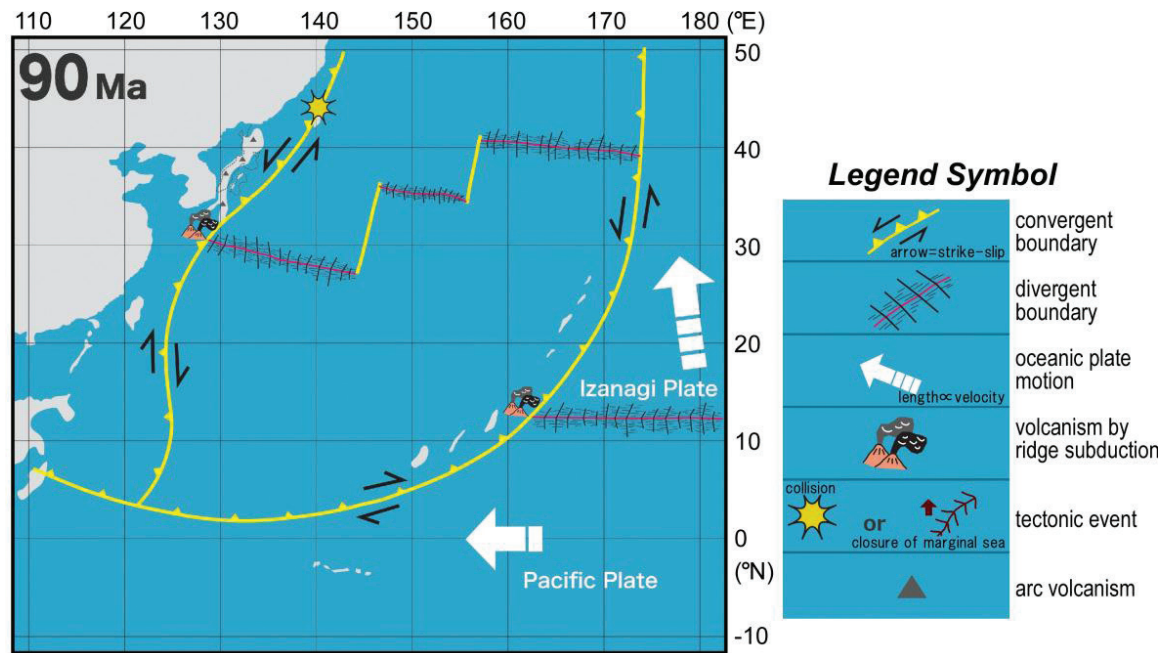 110 120 130 140 150 160 170 180 (°E)
90 Ma
50
40
30
20
10
0
(°N)
-10
Izanagi Plate
Pacific Plate
Legend Symbol
arrow=strike-slip
convergent
boundary
divergent
boundary
length∝velocity
oceanic plate
motion
volcanism by
ridge subduction
collision
or
closure of marginal sea
tectonic event
arc volcanism